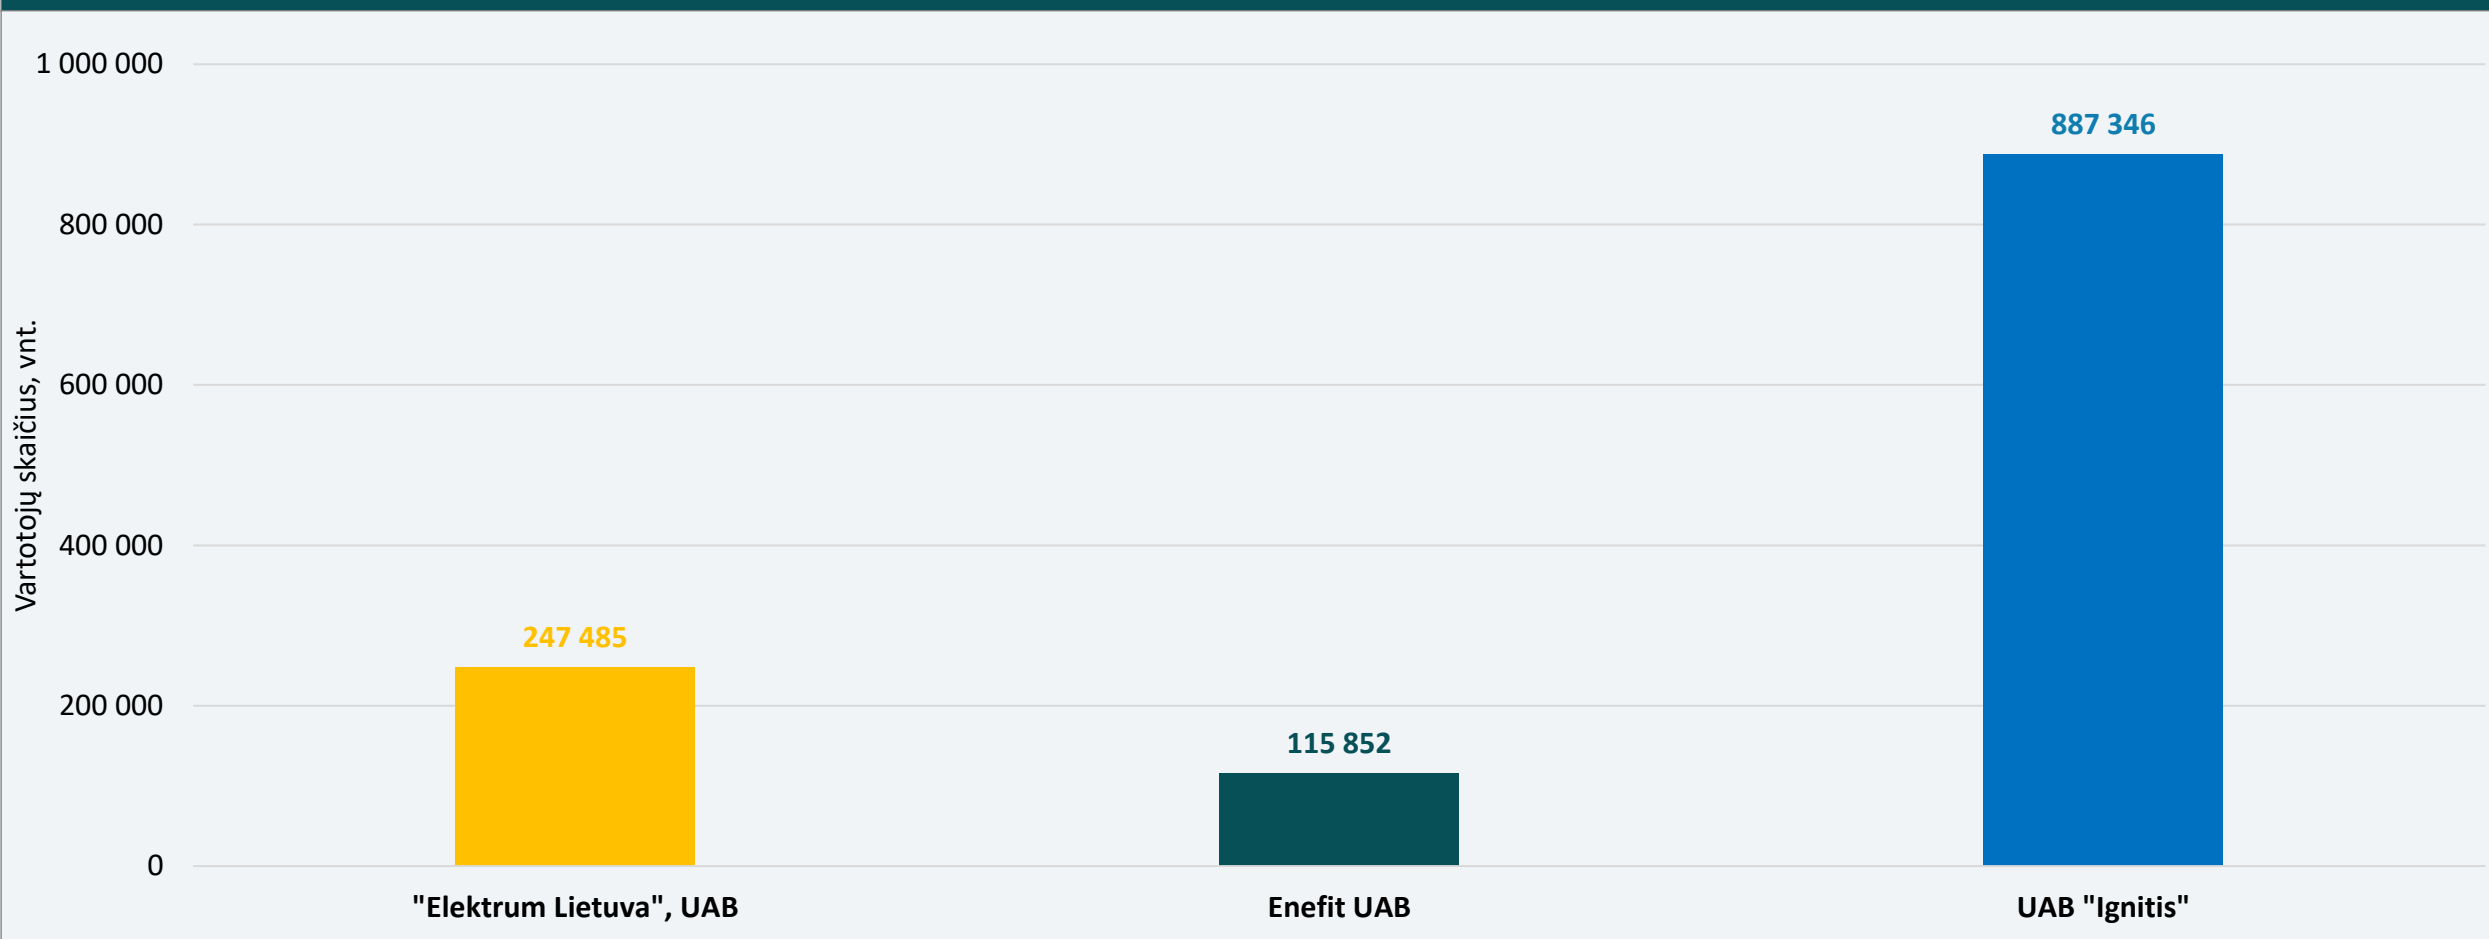 1 000 000
887 346
800 000
600 000
Vartotojų skaičius, vnt.
400 000
247 485
200 000
115 852
0
"Elektrum Lietuva", UAB
Enefit UAB
UAB "Ignitis"